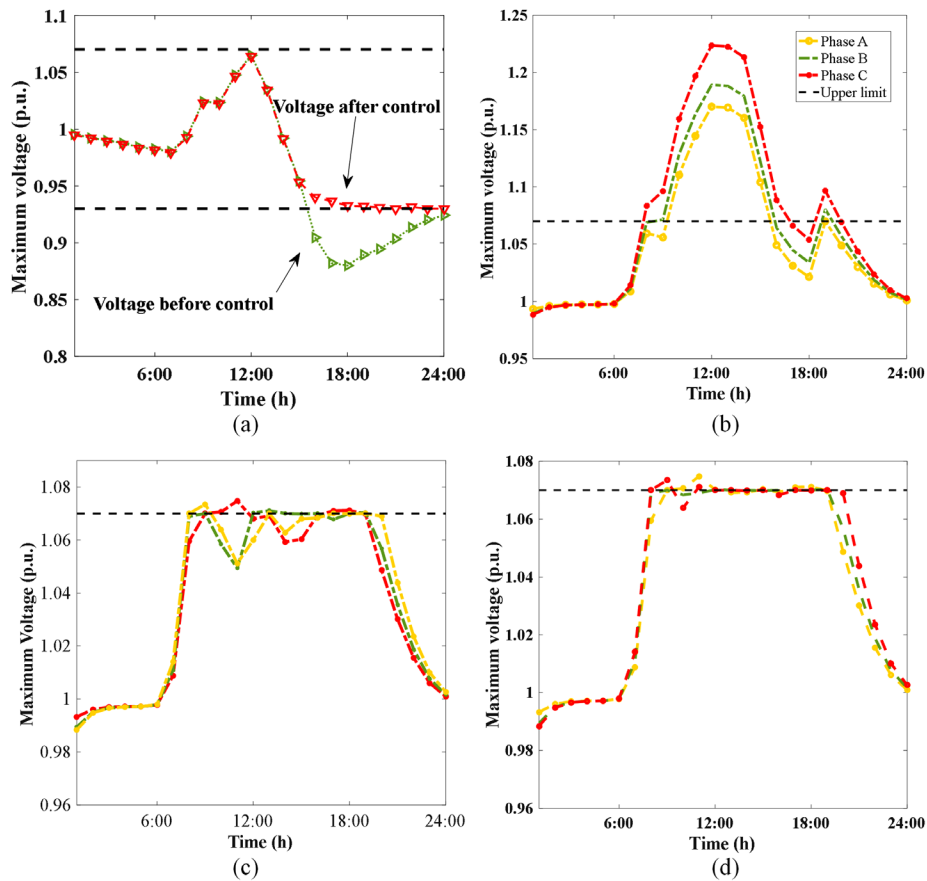 1.1
1.05
1
0.95
0.9
0.85
0.8
Maximum voltage (p.u.)
Voltage after control
Voltage before control
6:00 12:00 18:00 24:00
Time (h)
(a)
1.25
1.20
1.15
1.10
1.05
1
0.95
Maximum voltage (p.u.)
Phase A
Phase B
Phase C
Upper limit
6:00 12:00 18:00 24:00
Time (h)
(b)
1.08
1.06
1.04
1.02
1
0.98
0.96
Maximum Voltage (p.u.)
6:00 12:00 18:00 24:00
Time (h)
(c)
1.08
1.06
1.04
1.02
1
0.98
0.96
Maximum voltage (p.u.)
6:00 12:00 18:00 24:00
Time (h)
(d)